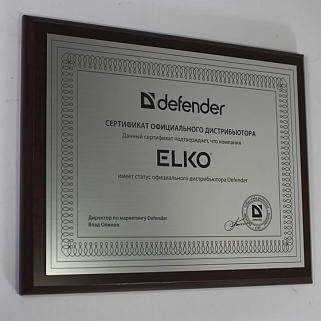 defender
СЕРТИФИКАТ ОФИЦИАЛЬНОГО ДИСТРИБЬЮТОРА
Данный сертификат подтверждает, что компания
ELKO
имеет статус официального дистрибьютора Defender
Директор по маркетингу Defender
Влад